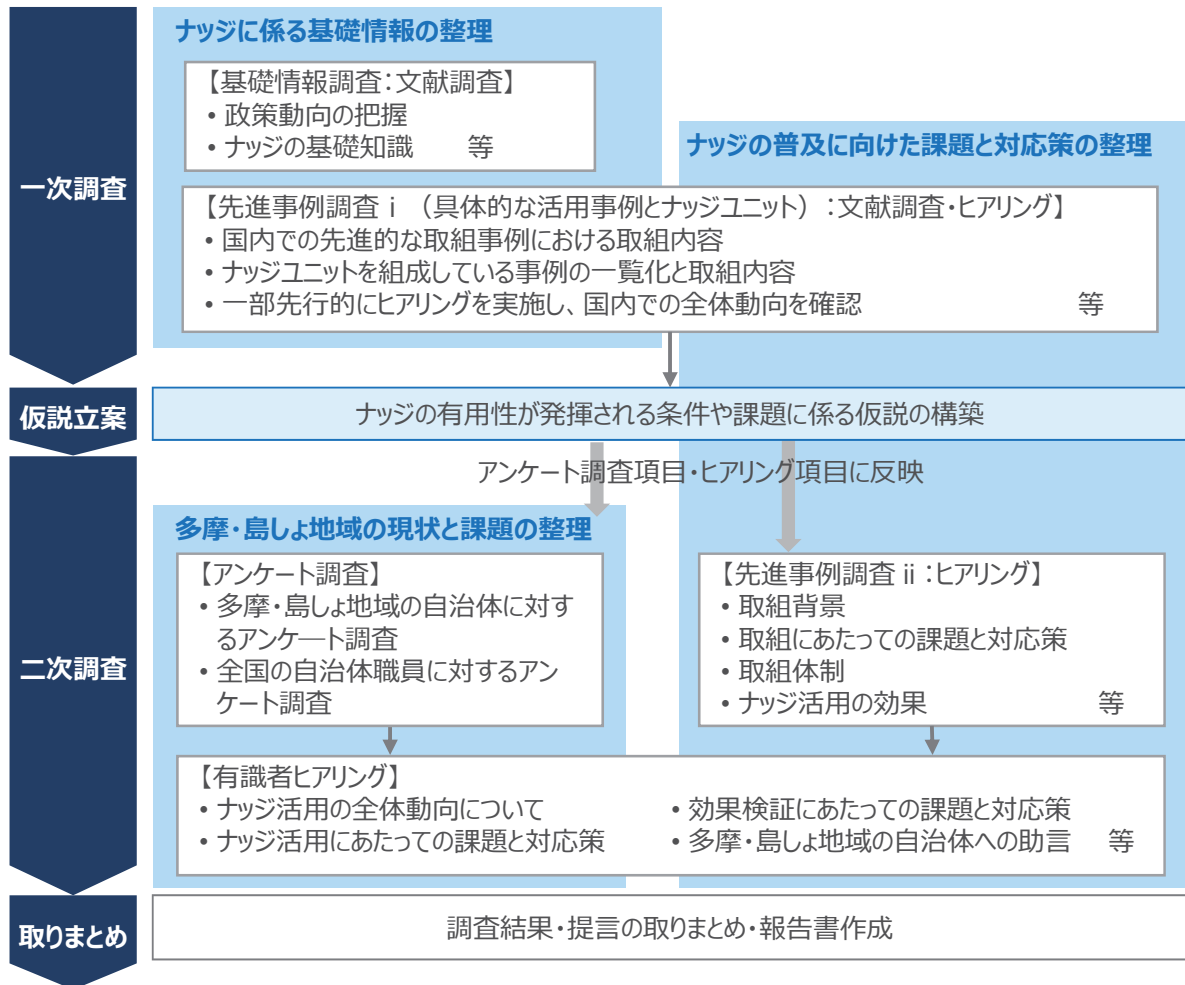 一次調査
ナッジに係る基礎情報の整理
【基礎情報調査：文献調査】
• 政策動向の把握
• ナッジの基礎知識　　等
ナッジの普及に向けた課題と対応策の整理
【先進事例調査ⅰ（具体的な活用事例とナッジユニット）：文献調査・ヒアリング】
• 国内での先進的な取組事例における取組内容
• ナッジユニットを組成している事例の一覧化と取組内容
• 一部先行的にヒアリングを実施し、国内での全体動向を確認　　等
仮説立案
ナッジの有用性が発揮される条件や課題に係る仮説の構築
アンケート調査項目・ヒアリング項目に反映
二次調査
多摩・島しょ地域の現状と課題の整理
【アンケート調査】
• 多摩・島しょ地域の自治体に対す
るアンケ―ト調査
• 全国の自治体職員に対するアン
ケート調査
【先進事例調査ⅱ：ヒアリング】
• 取組背景
• 取組にあたっての課題と対応策
• 取組体制
• ナッジ活用の効果　　等
【有識者ヒアリング】
• ナッジ活用の全体動向について
• ナッジ活用にあたっての課題と対応策
• 効果検証にあたっての課題と対応策
• 多摩・島しょ地域の自治体への助言　等
取りまとめ
調査結果・提言の取りまとめ・報告書作成